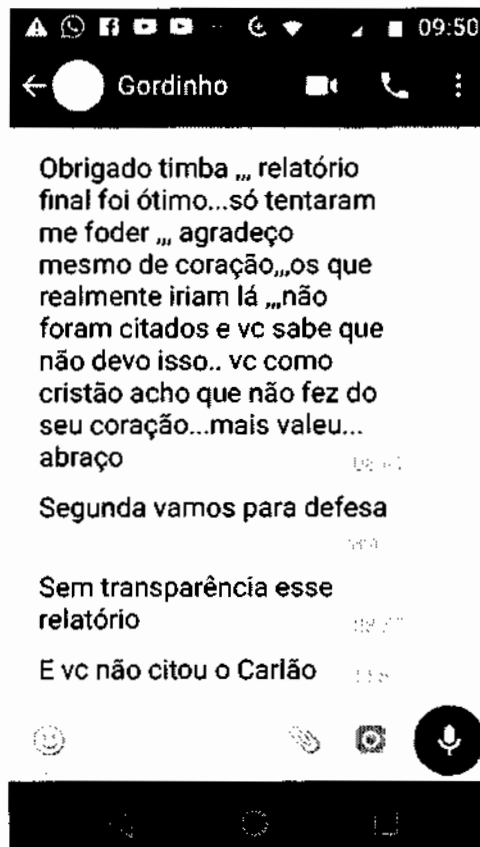 09:50
Gordinho
Obrigado timba ,,, relatório
final foi ótimo...só tentaram
me foder ,,, agradeço
mesmo de coração,,,os que
realmente iriam lá ,,,não
foram citados e vc sabe que
não devo isso.. vc como
cristão acho que não fez do
seu coração...mais valeu...
abraço
Segunda vamos para defesa
Sem transparência esse
relatório
E vc não citou o Carlão